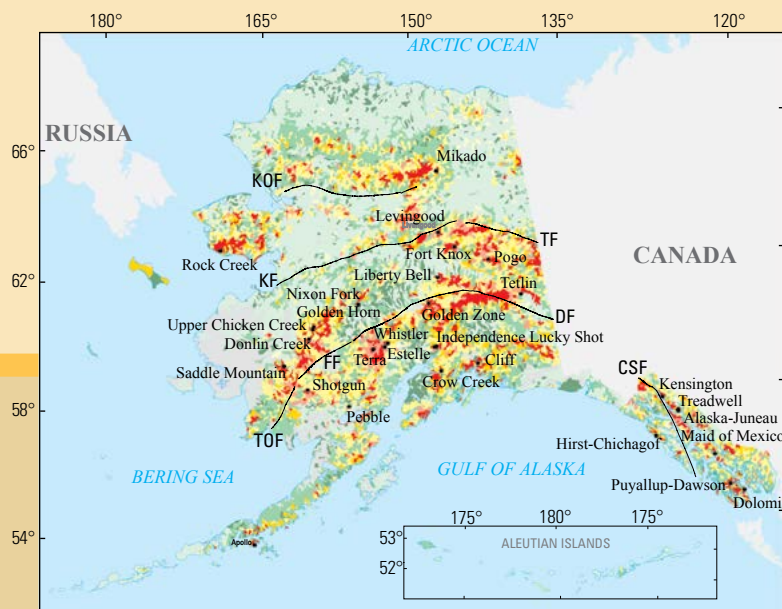 180° 165° 150° 135° 120°
ARCTIC OCEAN
RUSSIA
66°
Mikado
KOF
Levingood
TF
CANADA
Rock Creek
Fort Knox
Pogo
62°
KF
Liberty Bell
Tetlin
Nixon Fork
Golden Horn
Golden Zone
DF
Upper Chicken Creek
Whistler
Independence Lucky Shot
Donlin Creek
Estelle
FF
Terra
Cliff
CSF
Saddle Mountain
Shotgun
Crow Creek
Kensington
Treadwell
58°
Pebble
Alaska-Juneau
TOF
Maid of Mexico
Hirst-Chichagof
BERING SEA
GULF OF ALASKA
Puyallup-Dawson
Dolomi
54°
Apollo
175° 180° 175°
53°
ALEUTIAN ISLANDS
52°